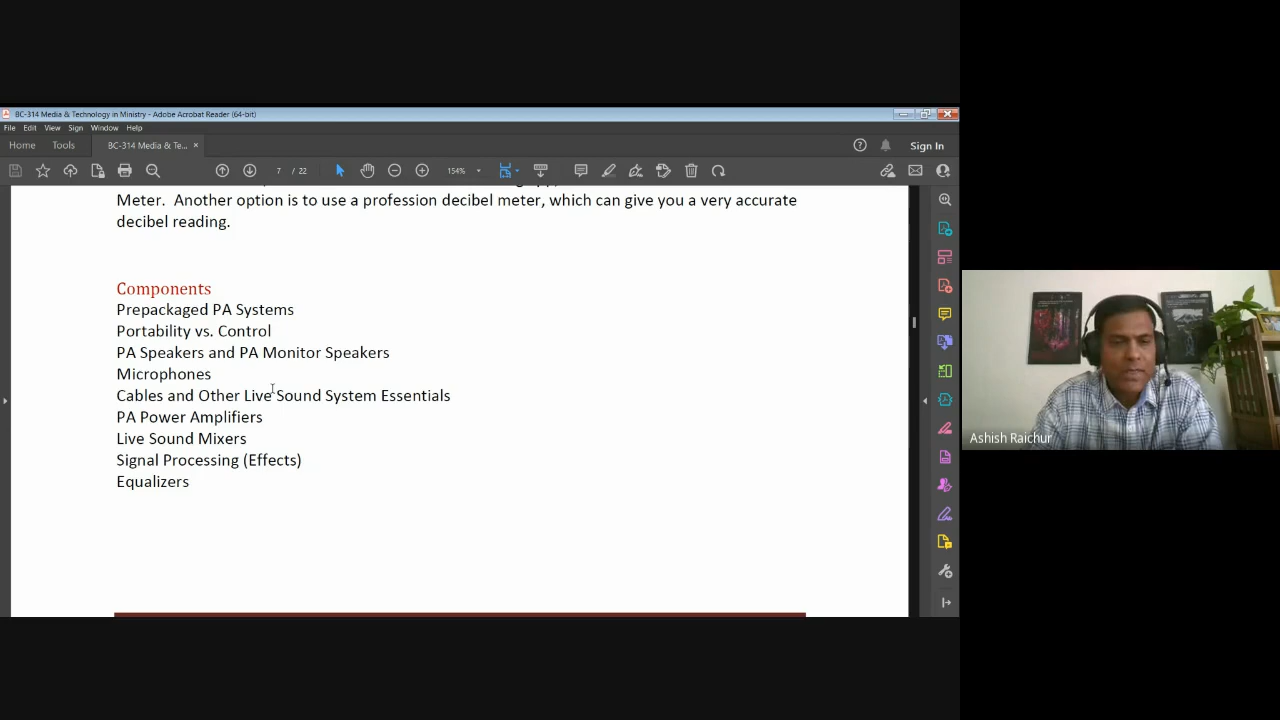 BC-314 Media & Technology in Ministry - Adobe Acrobat Reader (64-bit)
File Edit View Sign Window Help
Home Tools BC-314 Media & Te... × Sign In
7 / 22 154%
Meter. Another option is to use a profession decibel meter, which can give you a very accurate
decibel reading.
Components
Prepackaged PA Systems
Portability vs. Control
PA Speakers and PA Monitor Speakers
Microphones
Cables and Other Live Sound System Essentials
PA Power Amplifiers
Live Sound Mixers
Signal Processing (Effects)
Equalizers
Ashish Raichur